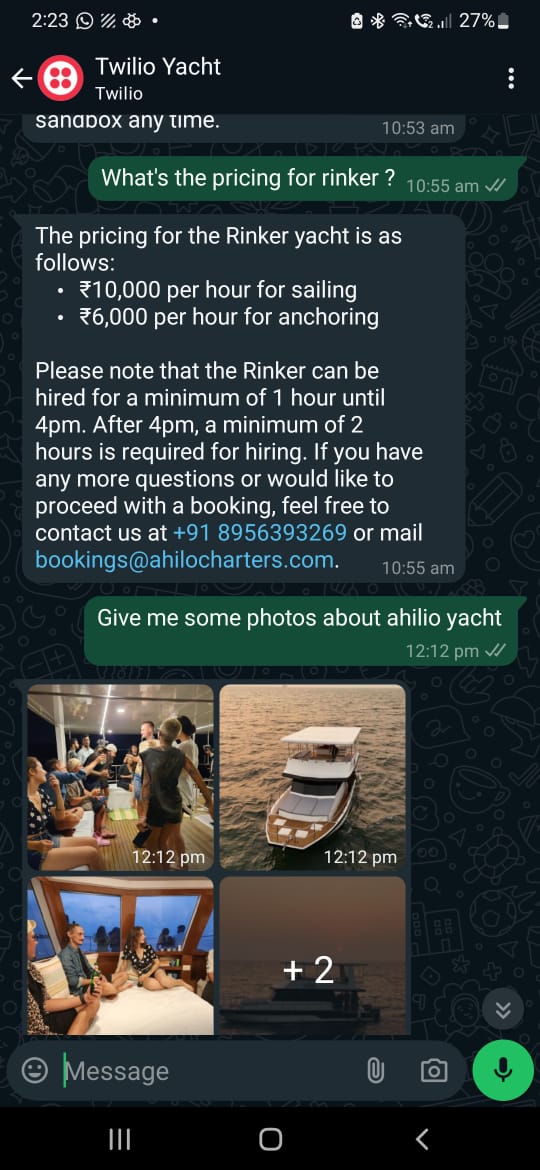 2:23 27%
Twilio Yacht
Twilio
sandbox any time.
10:53 am
What's the pricing for rinker ? 10:55 am
The pricing for the Rinker yacht is as
follows:
• ₹10,000 per hour for sailing
• ₹6,000 per hour for anchoring
Please note that the Rinker can be
hired for a minimum of 1 hour until
4pm. After 4pm, a minimum of 2
hours is required for hiring. If you have
any more questions or would like to
proceed with a booking, feel free to
contact us at +91 8956393269 or mail
bookings@ahilocharters.com. 10:55 am
Give me some photos about ahilio yacht
12:12 pm
12:12 pm 12:12 pm
+ 2
Message